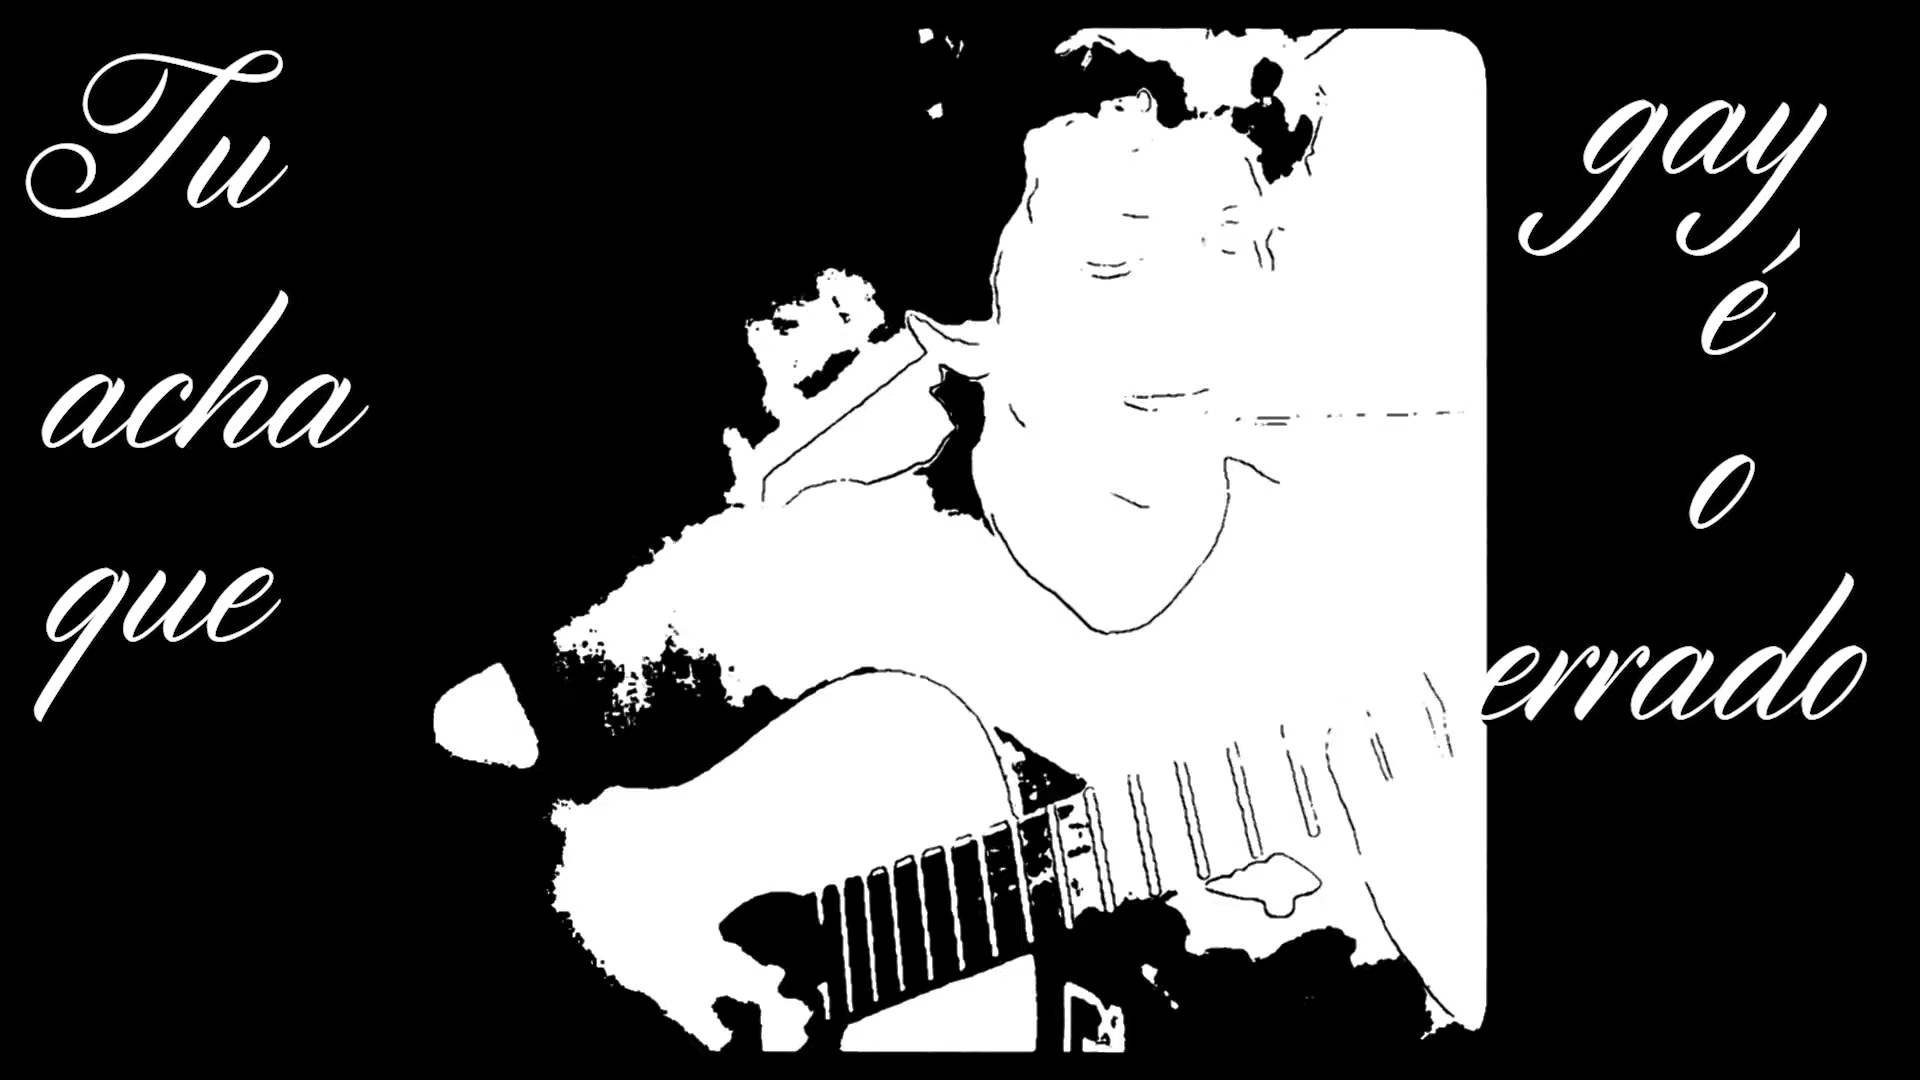 Tu
acha
que
gay
é
o
errado